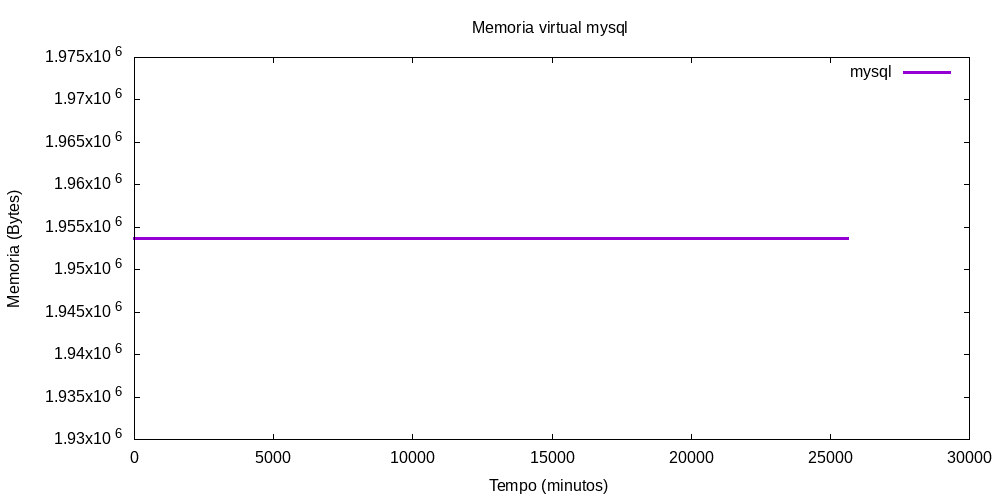 Memoria virtual mysql
mysql
Memoria (Bytes)
1.975x10 6
1.97x10 6
1.965x10 6
1.96x10 6
1.955x10 6
1.95x10 6
1.945x10 6
1.94x10 6
1.935x10 6
1.93x10 6
0 5000 10000 15000 20000 25000 30000
Tempo (minutos)